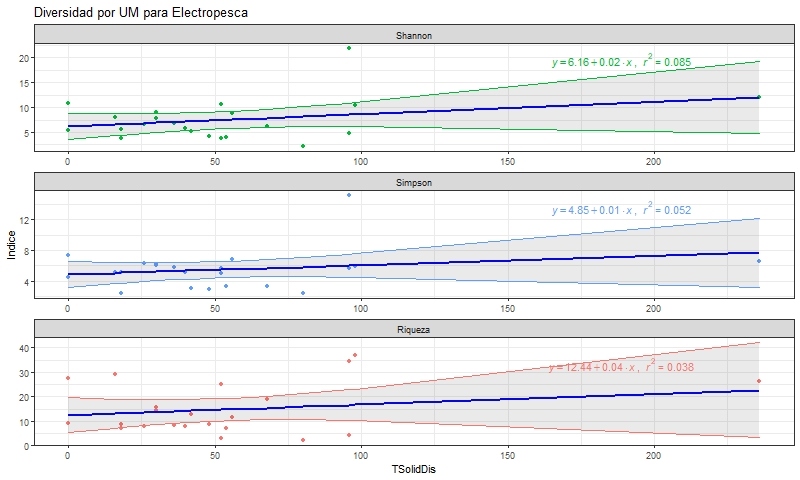 Diversidad por UM para Electropesca
Shannon
y = 6.16 + 0.02 · x , r² = 0.085
20
15
10
5
0 50 100 150 200
Simpson
y = 4.85 + 0.01 · x , r² = 0.052
12
8
4
0 50 100 150 200
Indice
Riqueza
y = 12.44 + 0.04 · x , r² = 0.038
40
30
20
10
0
0 50 100 150 200
TSolidDis